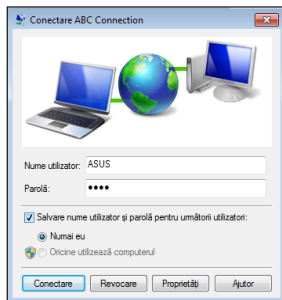 Conectare ABC Connection
Nume utilizator: ASUS
Parolă: ••••
Salvare nume utilizator și parolă pentru următorii utilizatori:
Numai eu
Oricine utilizează computerul
Conectare Revocare Proprietăți Ajutor